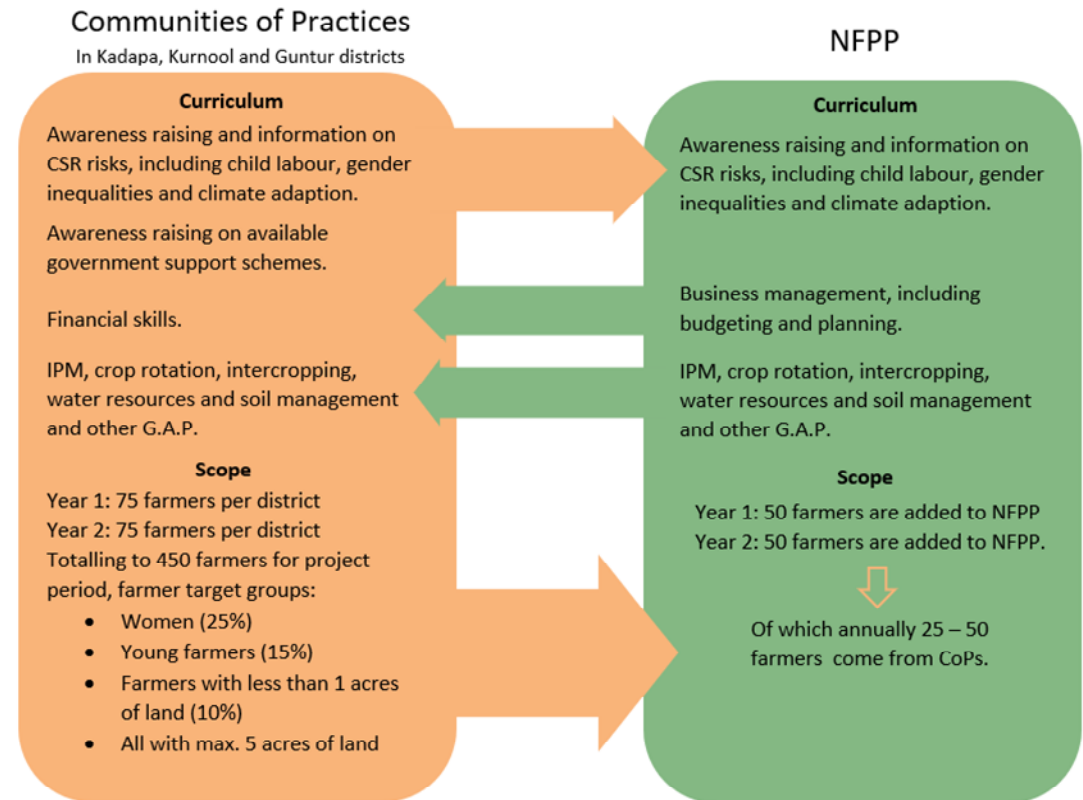 Communities of Practices
In Kadapa, Kurnool and Guntur districts
Curriculum
Awareness raising and information on
CSR risks, including child labour, gender
inequalities and climate adaption.
Awareness raising on available
government support schemes.
Financial skills.
IPM, crop rotation, intercropping,
water resources and soil management
and other G.A.P.
Scope
Year 1: 75 farmers per district
Year 2: 75 farmers per district
Totalling to 450 farmers for project
period, farmer target groups:
• Women (25%)
• Young farmers (15%)
• Farmers with less than 1 acres
of land (10%)
• All with max. 5 acres of land
NFPP
Curriculum
Awareness raising and information on
CSR risks, including child labour, gender
inequalities and climate adaption.
Business management, including
budgeting and planning.
IPM, crop rotation, intercropping,
water resources and soil management
and other G.A.P.
Scope
Year 1: 50 farmers are added to NFPP
Year 2: 50 farmers are added to NFPP.
Of which annually 25 – 50
farmers come from CoPs.